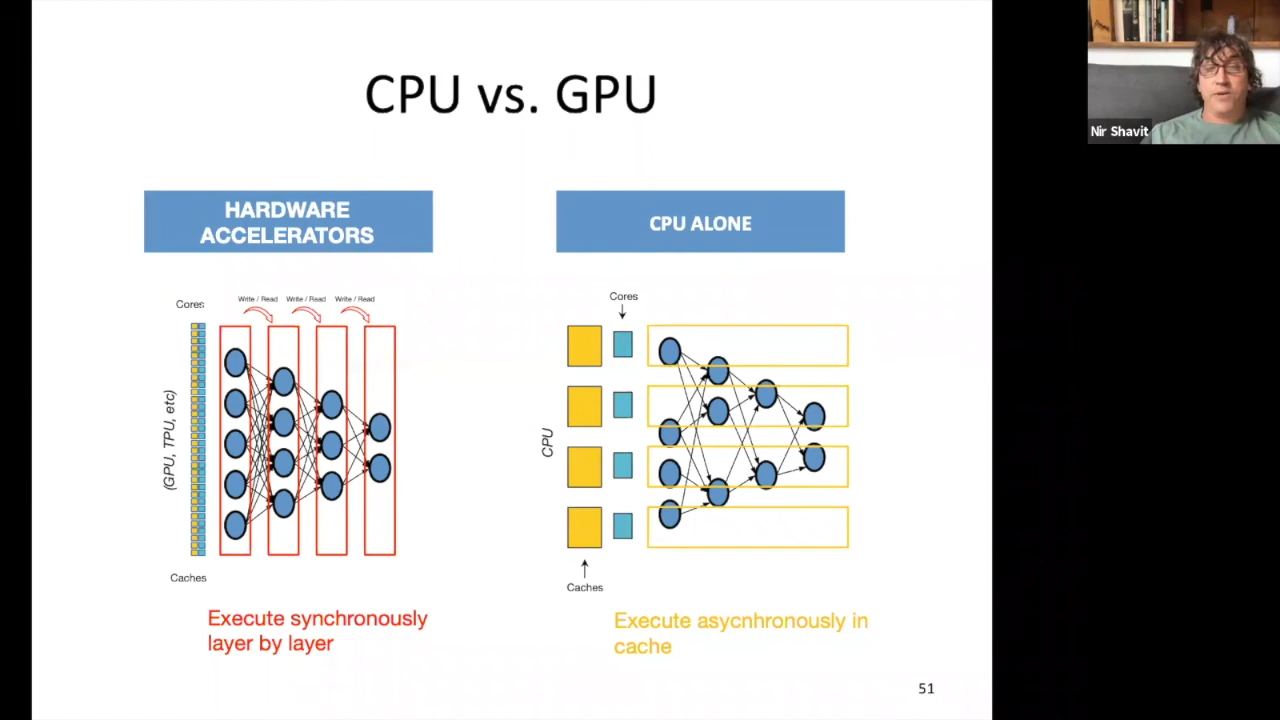 CPU vs. GPU
Nir Shavit
HARDWARE
ACCELERATORS
CPU ALONE
Cores
Write / Read
Write / Read
Write / Read
(GPU, TPU, etc)
Caches
Execute synchronously
layer by layer
Cores
CPU
Caches
Execute asycnhronously in
cache
51